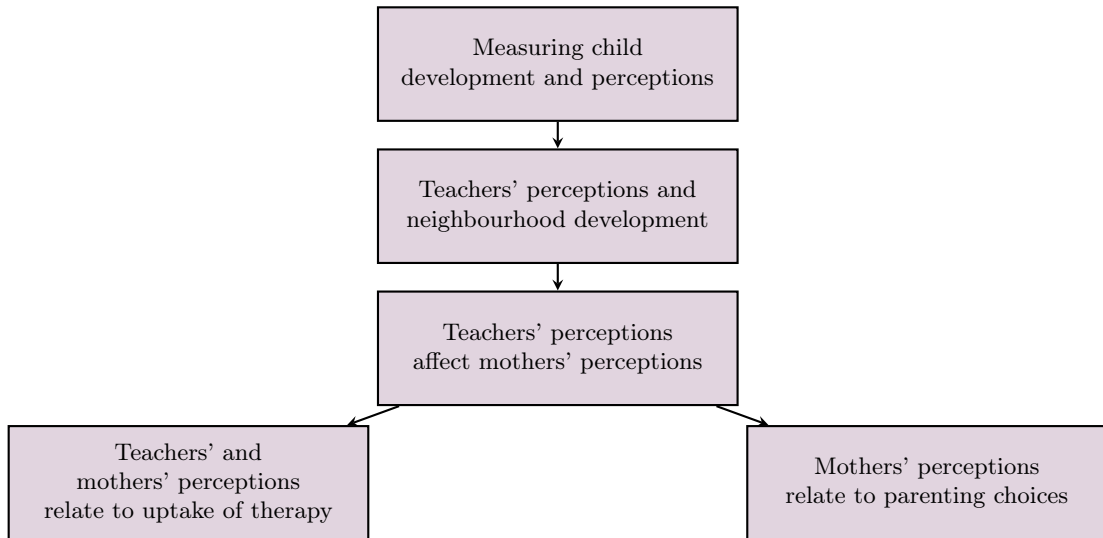 Measuring child
development and perceptions
Teachers’ perceptions and
neighbourhood development
Teachers’ perceptions
affect mothers’ perceptions
Teachers’ and
mothers’ perceptions
relate to uptake of therapy
Mothers’ perceptions
relate to parenting choices